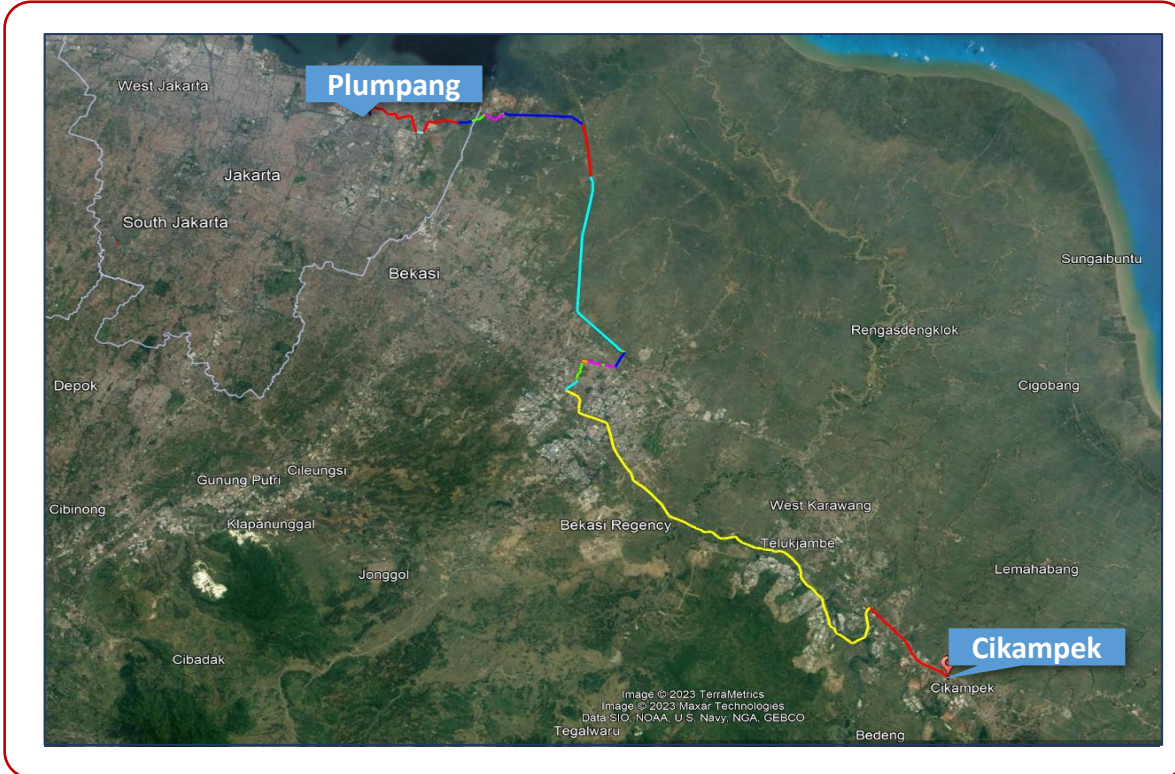 West Jakarta
Plumpang
Jakarta
South Jakarta
Bekasi
Sungaibuntu
Rengasdengklok
Depok
Cigobang
Cileungsi
Gunung Putri
Cibinong
Klapanunggal
West Karawang
Bekasi Regency
Telukjambe
Jonggol
Lemahabang
Cibadak
Cikampek
Cikampek
Image © 2023 TerraMetrics
Image © 2023 Maxar Technologies
Data SIO, NOAA, U.S. Navy, NGA, GEBCO
Tegalwaru
Bedeng